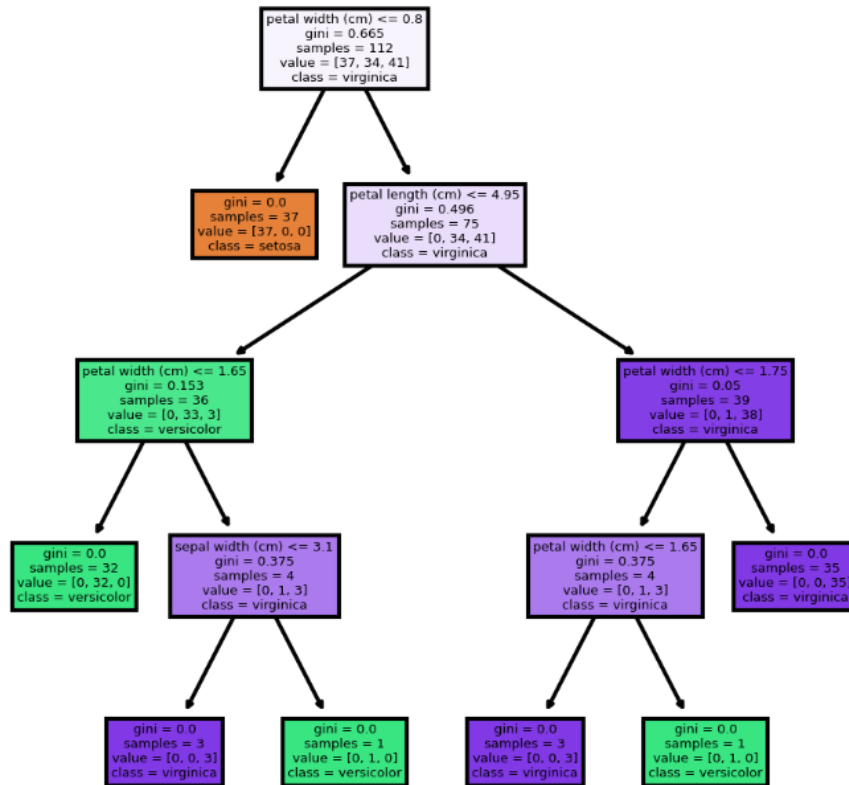 petal width (cm) <= 0.8
gini = 0.665
samples = 112
value = [37, 34, 41]
class = virginica
gini = 0.0
samples = 37
value = [37, 0, 0]
class = setosa
petal length (cm) <= 4.95
gini = 0.496
samples = 75
value = [0, 34, 41]
class = virginica
petal width (cm) <= 1.65
gini = 0.153
samples = 36
value = [0, 33, 3]
class = versicolor
petal width (cm) <= 1.75
gini = 0.05
samples = 39
value = [0, 1, 38]
class = virginica
gini = 0.0
samples = 32
value = [0, 32, 0]
class = versicolor
sepal width (cm) <= 3.1
gini = 0.375
samples = 4
value = [0, 1, 3]
class = virginica
petal width (cm) <= 1.65
gini = 0.375
samples = 4
value = [0, 1, 3]
class = virginica
gini = 0.0
samples = 35
value = [0, 0, 35]
class = virginica
gini = 0.0
samples = 3
value = [0, 0, 3]
class = virginica
gini = 0.0
samples = 1
value = [0, 1, 0]
class = versicolor
gini = 0.0
samples = 3
value = [0, 0, 3]
class = virginica
gini = 0.0
samples = 1
value = [0, 1, 0]
class = versicolor